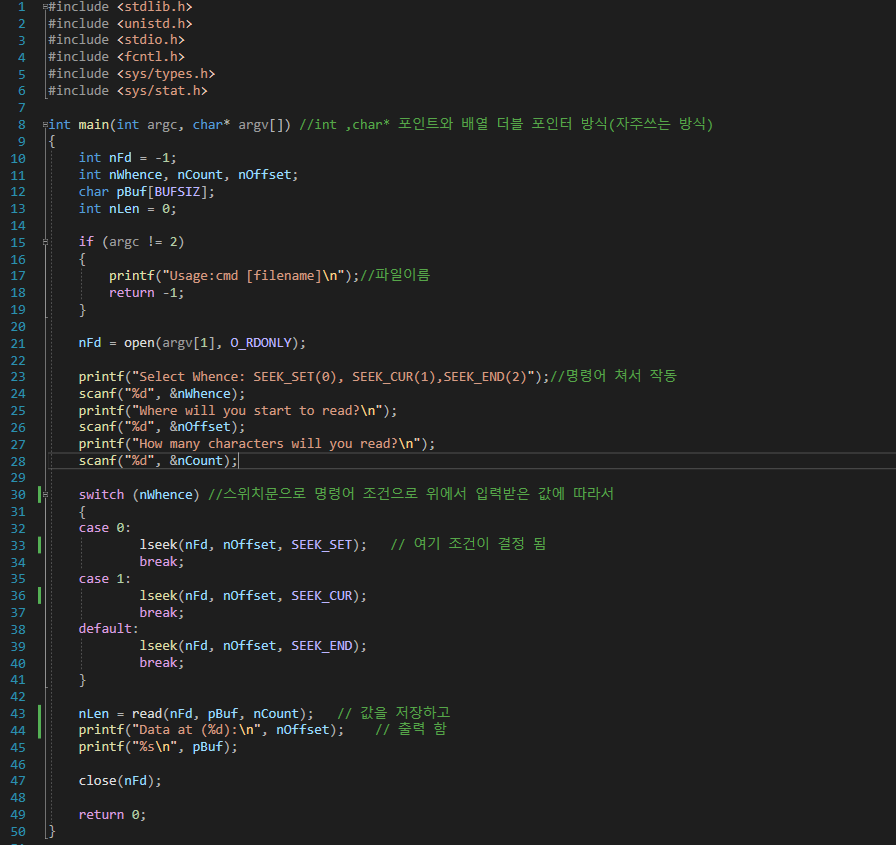 1 #include <stdlib.h>
2 #include <unistd.h>
3 #include <stdio.h>
4 #include <fcntl.h>
5 #include <sys/types.h>
6 #include <sys/stat.h>
7
8 int main(int argc, char* argv[]) //int ,char* 포인트와 배열 더블 포인터 방식(자주쓰는 방식)
9 {
10     int nFd = -1;
11     int nWhence, nCount, nOffset;
12     char pBuf[BUFSIZ];
13     int nLen = 0;
14
15     if (argc != 2)
16     {
17         printf("Usage:cmd [filename]\n");//파일이름
18         return -1;
19     }
20
21     nFd = open(argv[1], O_RDONLY);
22
23     printf("Select Whence: SEEK_SET(0), SEEK_CUR(1),SEEK_END(2)");//명령어 쳐서 작동
24     scanf("%d", &nWhence);
25     printf("Where will you start to read?\n");
26     scanf("%d", &nOffset);
27     printf("How many characters will you read?\n");
28     scanf("%d", &nCount);
29
30     switch (nWhence) //스위치문으로 명령어 조건으로 위에서 입력받은 값에 따라서
31     {
32     case 0:
33             lseek(nFd, nOffset, SEEK_SET);   // 여기 조건이 결정 됨
34             break;
35     case 1:
36             lseek(nFd, nOffset, SEEK_CUR);
37             break;
38     default:
39             lseek(nFd, nOffset, SEEK_END);
40             break;
41     }
42
43     nLen = read(nFd, pBuf, nCount);   // 값을 저장하고
44     printf("Data at (%d):\n", nOffset);    // 출력 함
45     printf("%s\n", pBuf);
46
47     close(nFd);
48
49     return 0;
50 }